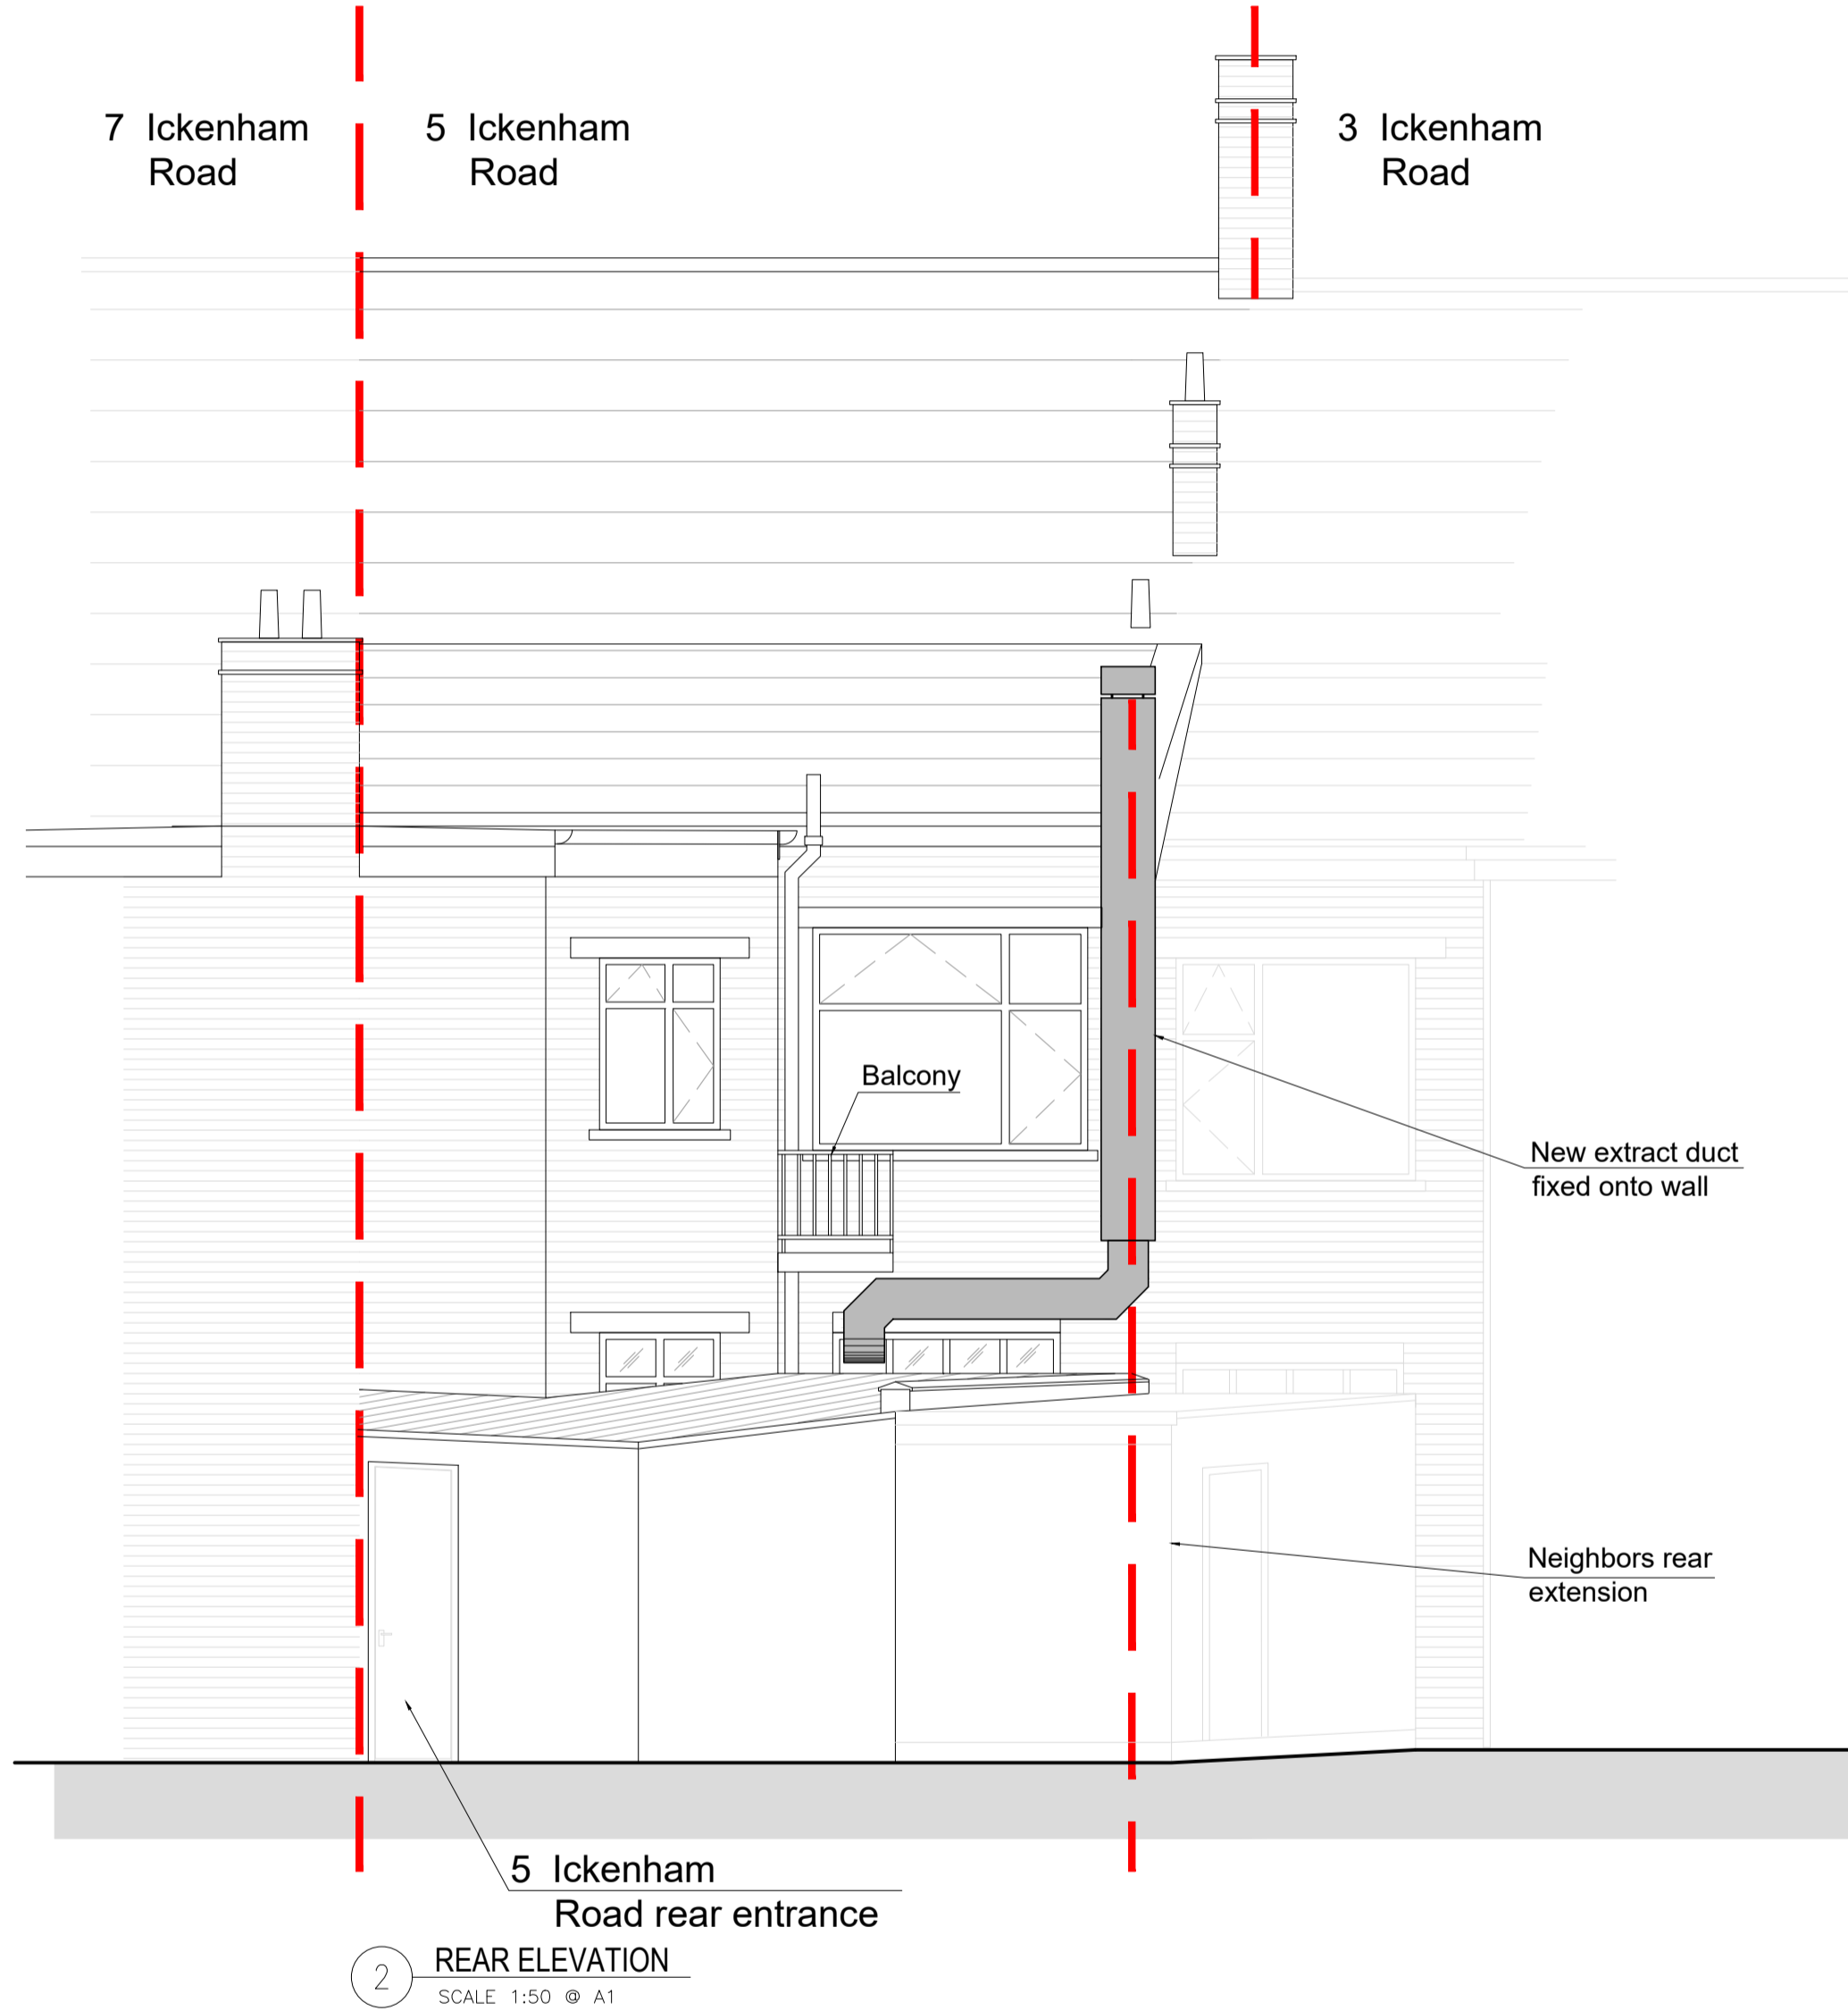 7 Ickenham
Road
5 Ickenham
Road
3 Ickenham
Road
Balcony
New extract duct
fixed onto wall
Neighbors rear
extension
5 Ickenham
Road rear entrance
2
REAR ELEVATION
SCALE 1:50 @ A1